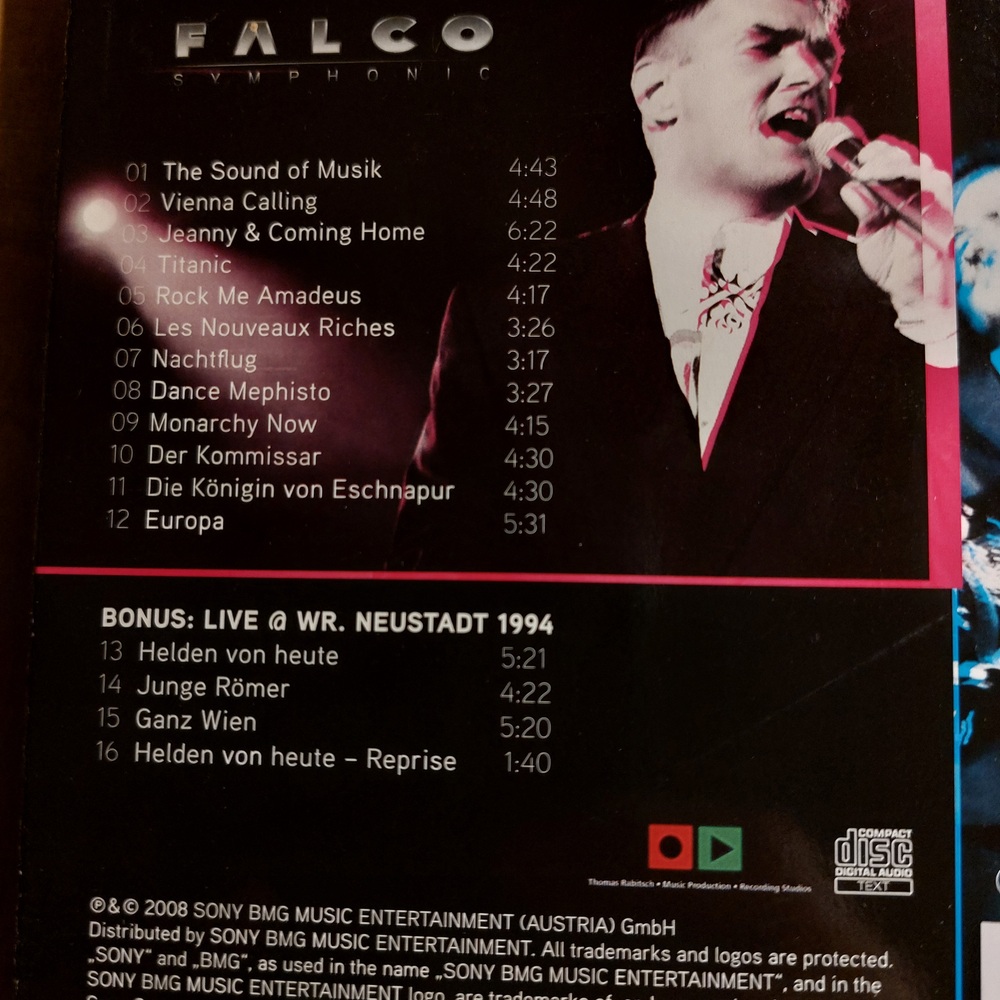 FALCO
SYMPHONIC
01 The Sound of Musik 4:43
02 Vienna Calling 4:48
03 Jeanny & Coming Home 6:22
04 Titanic 4:22
05 Rock Me Amadeus 4:17
06 Les Nouveaux Riches 3:26
07 Nachtflug 3:17
08 Dance Mephisto 3:27
09 Monarchy Now 4:15
10 Der Kommissar 4:30
11 Die Königin von Eschnapur 4:30
12 Europa 5:31
BONUS: LIVE @ WR. NEUSTADT 1994
13 Helden von heute 5:21
14 Junge Römer 4:22
15 Ganz Wien 5:20
16 Helden von heute – Reprise 1:40
Thomas Rabitsch • Music Production • Recording Studios
COMPACT
disc
DIGITAL AUDIO
TEXT
℗ & © 2008 SONY BMG MUSIC ENTERTAINMENT (AUSTRIA) GmbH
Distributed by SONY BMG MUSIC ENTERTAINMENT. All trademarks and logos are protected.
„SONY“ and „BMG“, as used in the name „SONY BMG MUSIC ENTERTAINMENT“, and in the
SONY BMG MUSIC ENTERTAINMENT logo, are trademarks of